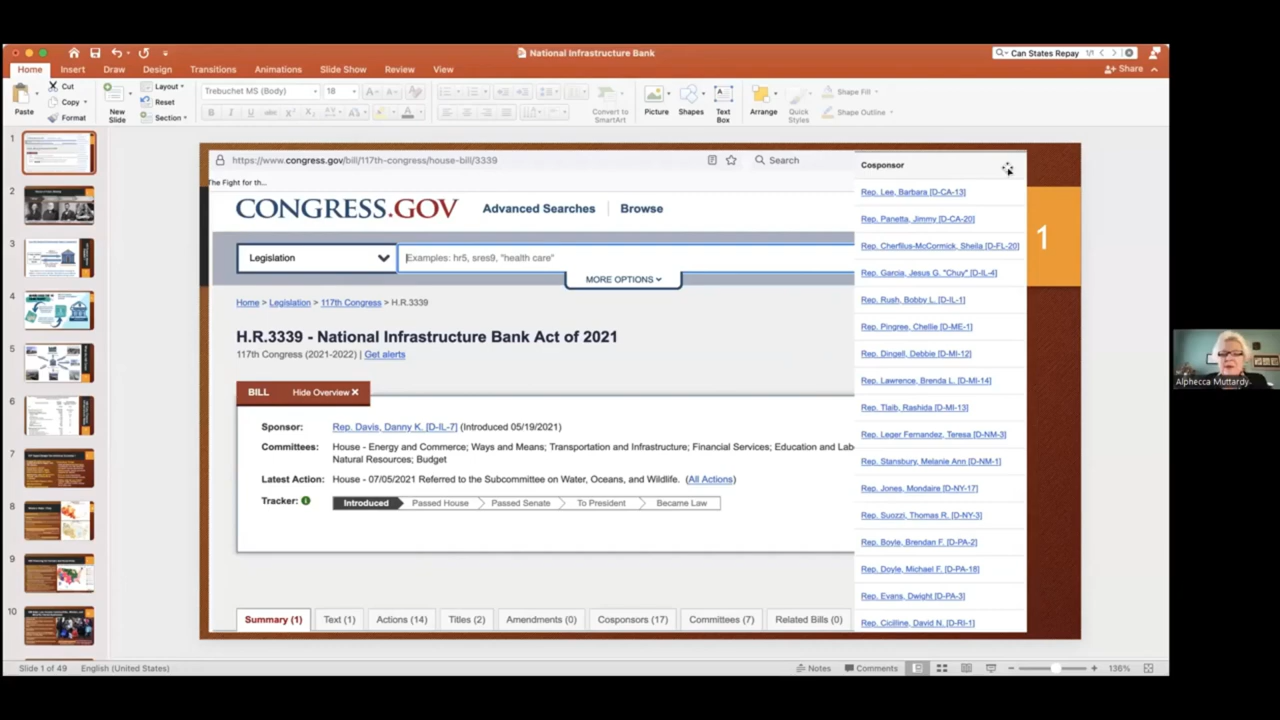 National Infrastructure Bank
Can States Repay 1/1
Home Insert Draw Design Transitions Animations Slide Show Review View
Share
Paste
Cut
Copy
Format
New Slide
Layout
Reset
Section
Trebuchet MS (Body) 18
Convert to SmartArt
Picture
Shapes
Text Box
Arrange
Quick Styles
Shape Fill
Shape Outline
1
2
3
4
5
6
7
8
9
10
https://www.congress.gov/bill/117th-congress/house-bill/3339
Search
The Fight for th...
CONGRESS.GOV Advanced Searches Browse
Legislation
Examples: hr5, sres9, "health care"
MORE OPTIONS
Home > Legislation > 117th Congress > H.R.3339
H.R.3339 - National Infrastructure Bank Act of 2021
117th Congress (2021-2022) | Get alerts
BILL Hide Overview ×
Sponsor: Rep. Davis, Danny K. [D-IL-7] (Introduced 05/19/2021)
Committees: House - Energy and Commerce; Ways and Means; Transportation and Infrastructure; Financial Services; Education and Lab
Natural Resources; Budget
Latest Action: House - 07/05/2021 Referred to the Subcommittee on Water, Oceans, and Wildlife. (All Actions)
Tracker: Introduced Passed House Passed Senate To President Became Law
Summary (1) Text (1) Actions (14) Titles (2) Amendments (0) Cosponsors (17) Committees (7) Related Bills (0)
Cosponsor
Rep. Lee, Barbara [D-CA-13]
Rep. Panetta, Jimmy [D-CA-20]
Rep. Cherfilus-McCormick, Sheila [D-FL-20]
Rep. Garcia, Jesus G. "Chuy" [D-IL-4]
Rep. Rush, Bobby L. [D-IL-1]
Rep. Pingree, Chellie [D-ME-1]
Rep. Dingell, Debbie [D-MI-12]
Rep. Lawrence, Brenda L. [D-MI-14]
Rep. Tlaib, Rashida [D-MI-13]
Rep. Leger Fernandez, Teresa [D-NM-3]
Rep. Stansbury, Melanie Ann [D-NM-1]
Rep. Jones, Mondaire [D-NY-17]
Rep. Suozzi, Thomas R. [D-NY-3]
Rep. Boyle, Brendan F. [D-PA-2]
Rep. Doyle, Michael F. [D-PA-18]
Rep. Evans, Dwight [D-PA-3]
Rep. Cicilline, David N. [D-RI-1]
1
Alphecca Muttardy
Slide 1 of 49 English (United States)
Notes Comments 136%